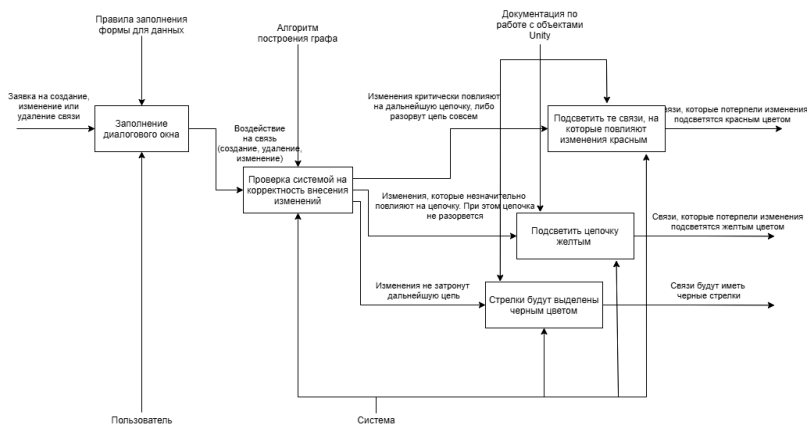 Правила заполнения
формы для данных
Алгоритм
построения графа
Документация по
работе с объектами
Unity
Заявка на создание,
изменение или
удаление связи
Заполнение
диалогового окна
Воздействие
на связь
(создание, удаление,
изменение)
Проверка системой на
корректность внесения
изменений
Изменения критически повлияют
на дальнейшую цепочку, либо
разорвут цепь совсем
Подсветить те связи, на
которые повлияют
изменения красным
Связи, которые потерпели изменения
подсветятся красным цветом
Изменения, которые незначительно
повлияют на цепочку. При этом цепочка
не разорвется
Подсветить цепочку
желтым
Связи, которые потерпели изменения
подсветятся желтым цветом
Изменения не затронут
дальнейшую цепь
Стрелки будут выделены
черным цветом
Связи будут иметь
черные стрелки
Пользователь
Система